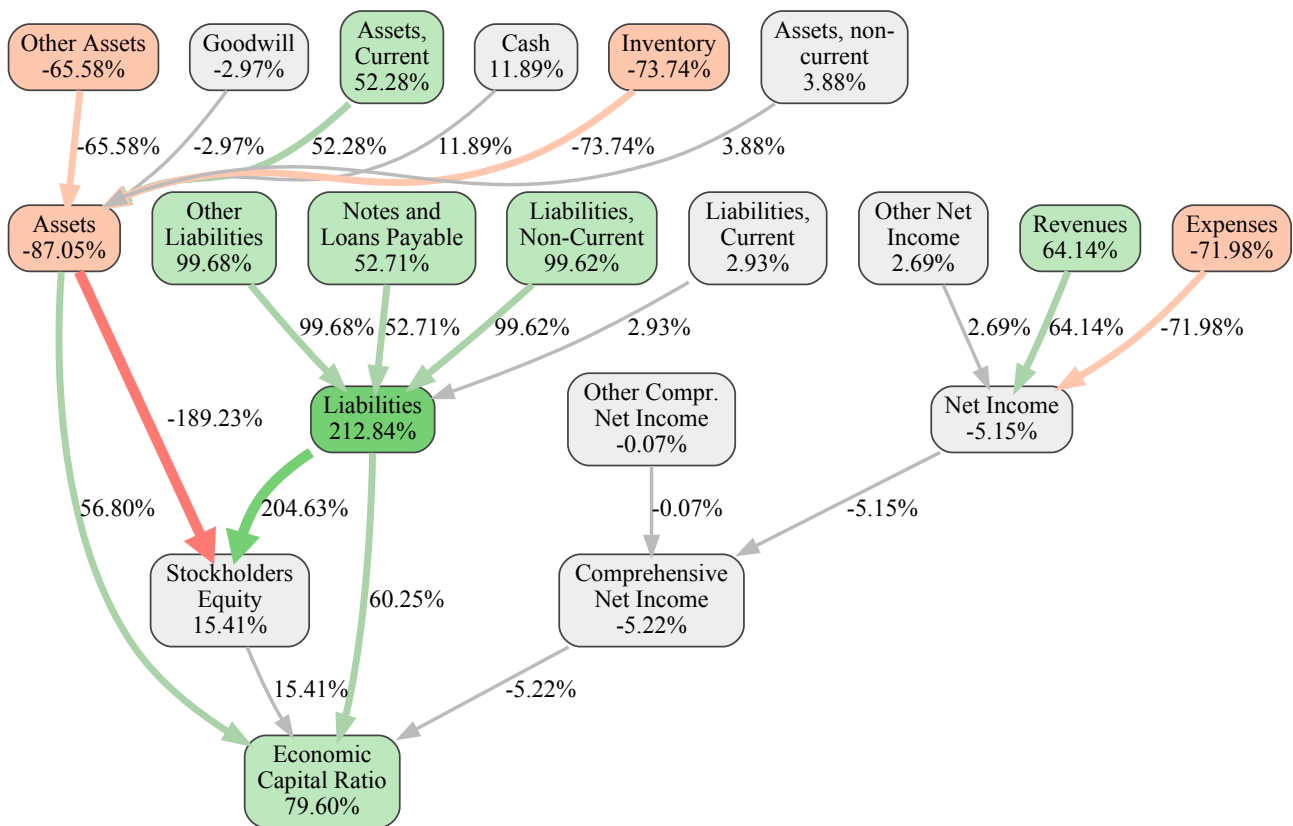 Other Assets
-65.58%
Goodwill
-2.97%
Assets,
Current
52.28%
Cash
11.89%
Inventory
-73.74%
Assets, non-
current
3.88%
-65.58%
-2.97%
52.28%
11.89%
-73.74%
3.88%
Assets
-87.05%
Other
Liabilities
99.68%
Notes and
Loans Payable
52.71%
Liabilities,
Non-Current
99.62%
Liabilities,
Current
2.93%
Other Net
Income
2.69%
Revenues
64.14%
Expenses
-71.98%
99.68%
52.71%
99.62%
2.93%
2.69%
64.14%
-71.98%
Liabilities
212.84%
Other Compr.
Net Income
-0.07%
Net Income
-5.15%
-189.23%
56.80%
204.63%
-0.07%
-5.15%
Stockholders
Equity
15.41%
60.25%
Comprehensive
Net Income
-5.22%
15.41%
-5.22%
Economic
Capital Ratio
79.60%